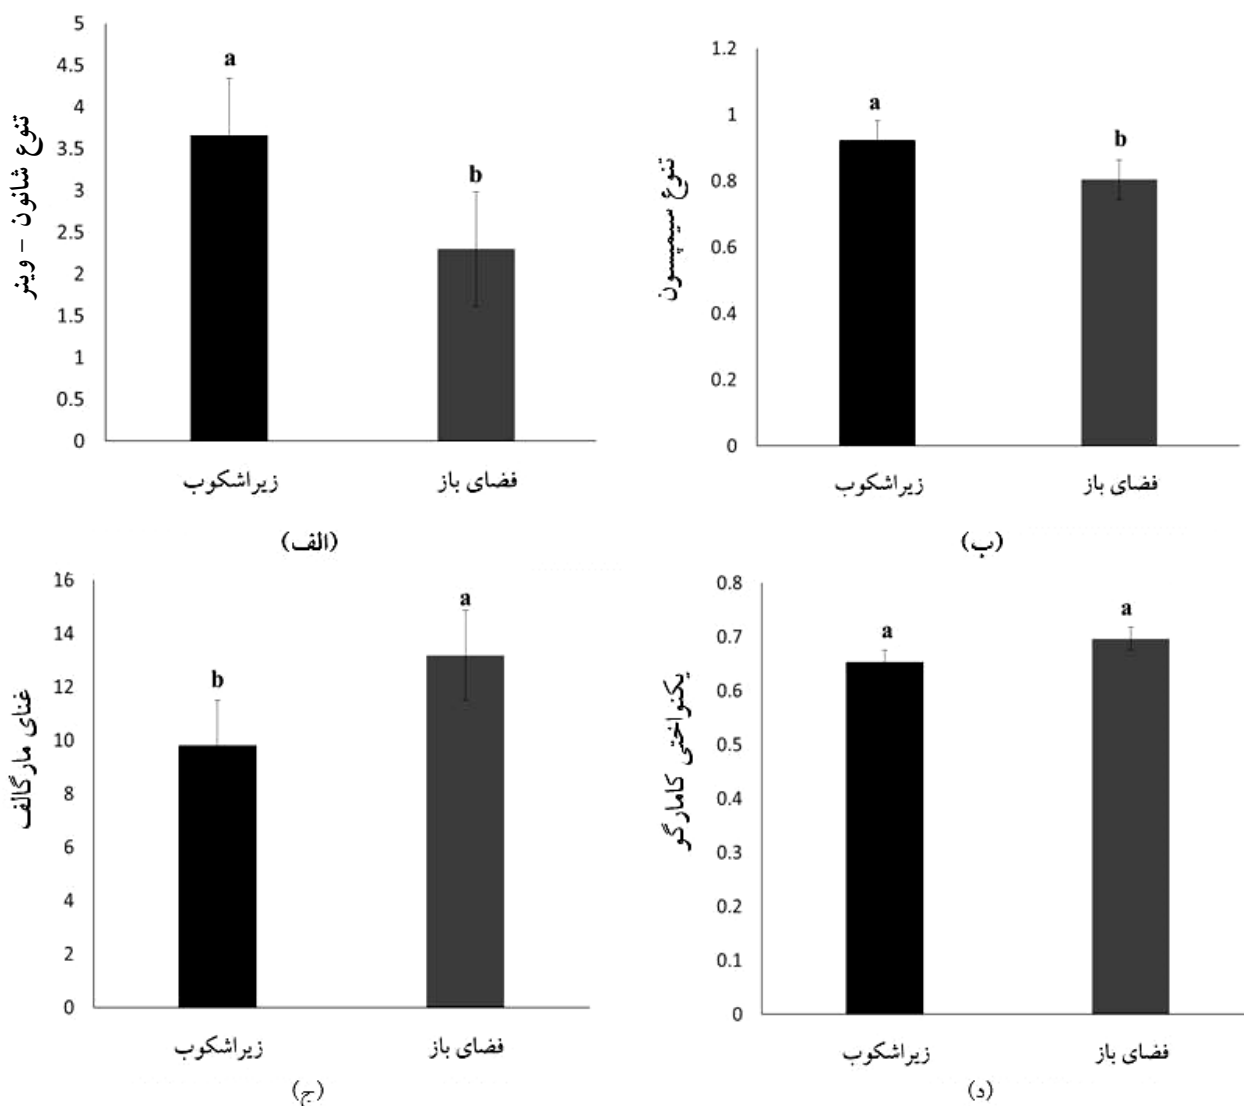 تنوع شانون - وینر
5
4.5
4
3.5
3
2.5
2
1.5
1
0.5
0
a
b
زیراشکوب
فضای باز
(الف)
تنوع سیمپسون
1.2
1
0.8
0.6
0.4
0.2
0
a
b
زیراشکوب
فضای باز
(ب)
غنای مارگالف
16
14
12
10
8
6
4
2
0
b
a
زیراشکوب
فضای باز
(ج)
یکنواختی کامارگو
0.8
0.7
0.6
0.5
0.4
0.3
0.2
0.1
0
a
a
زیراشکوب
فضای باز
(د)